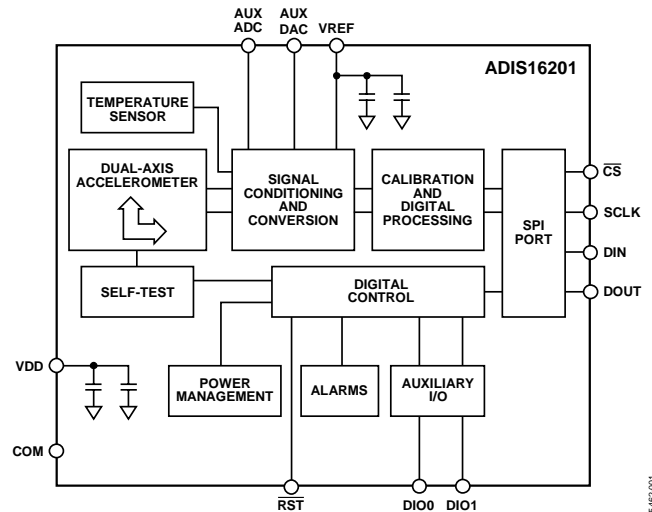 AUX
ADC
AUX
DAC
VREF
ADIS16201
TEMPERATURE
SENSOR
DUAL-AXIS
ACCELEROMETER
SIGNAL
CONDITIONING
AND
CONVERSION
CALIBRATION
AND
DIGITAL
PROCESSING
SPI
PORT
CS
SCLK
DIN
DOUT
SELF-TEST
DIGITAL
CONTROL
VDD
POWER
MANAGEMENT
ALARMS
AUXILIARY
I/O
COM
RST
DIO0
DIO1